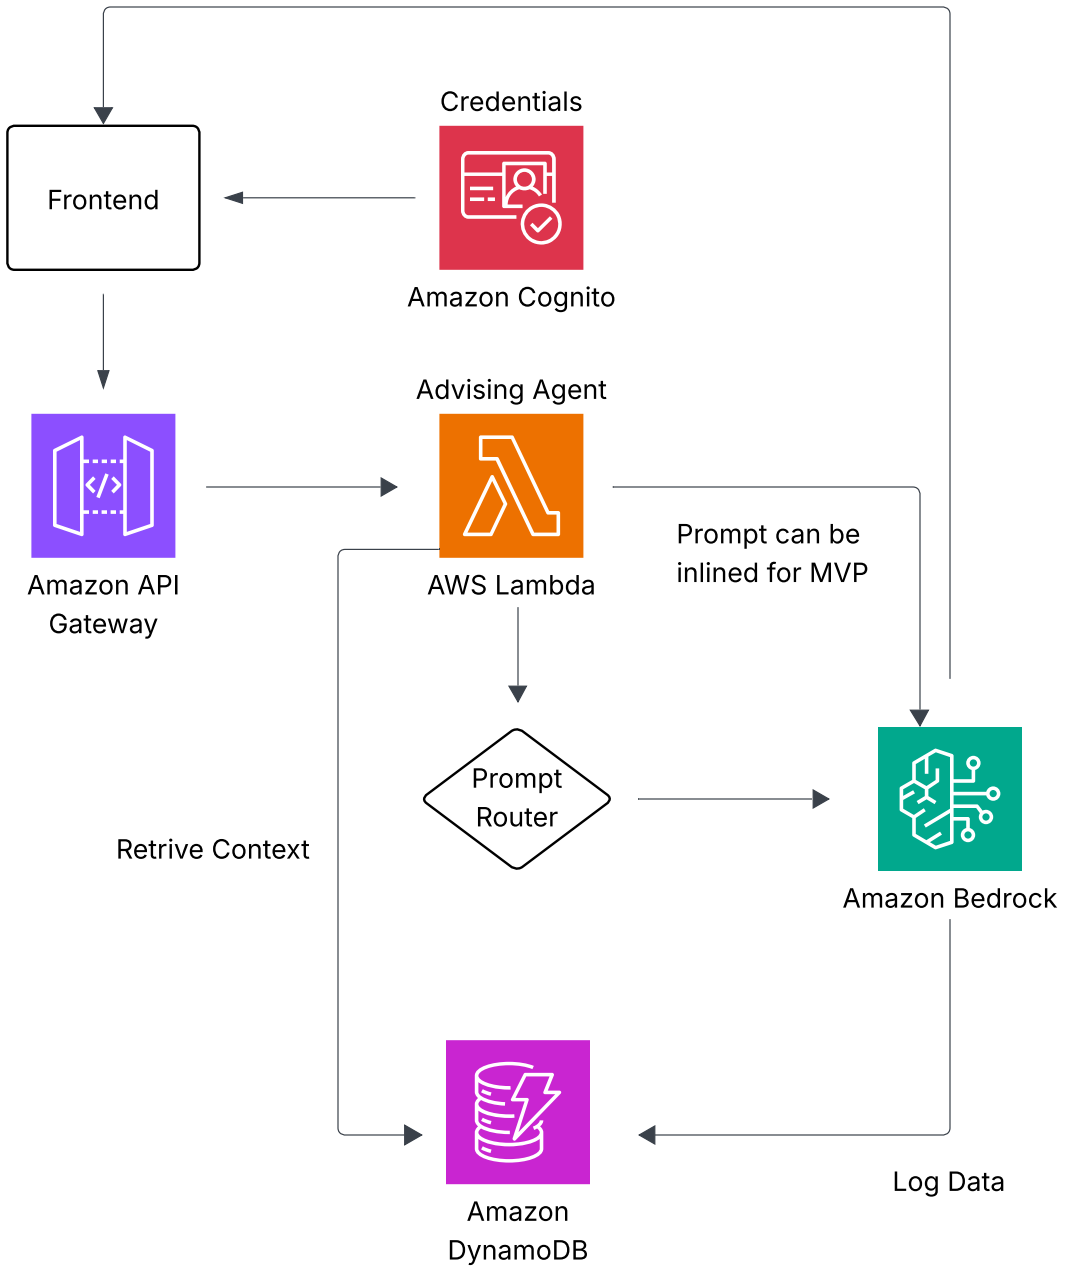 Credentials
Frontend
Amazon Cognito
Advising Agent
Amazon API
Gateway
AWS Lambda
Prompt can be
inlined for MVP
Prompt
Router
Retrive Context
Amazon Bedrock
Log Data
Amazon
DynamoDB